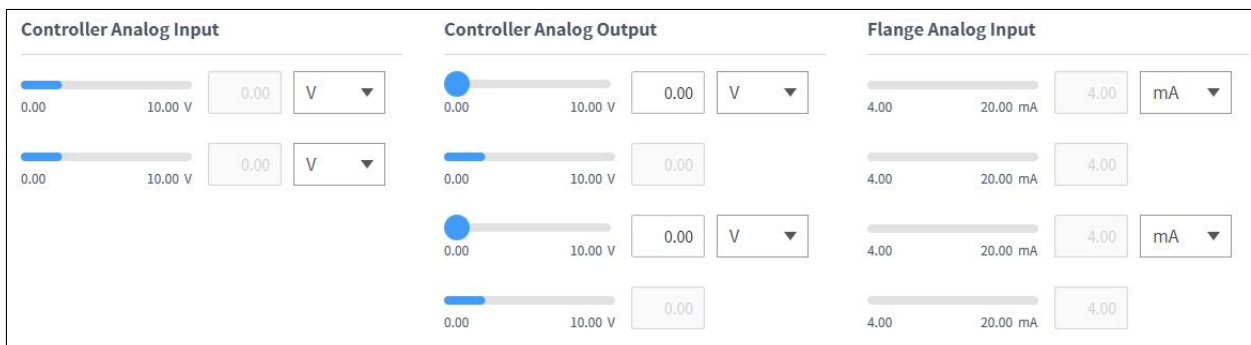 Controller Analog Input
0.00 V
0.00 10.00 V
0.00 V
0.00 10.00 V
Controller Analog Output
0.00 V
0.00 10.00 V
0.00
0.00 10.00 V
0.00 V
0.00 10.00 V
0.00
0.00 10.00 V
Flange Analog Input
4.00 mA
4.00 20.00 mA
4.00
4.00 20.00 mA
4.00 mA
4.00 20.00 mA
4.00
4.00 20.00 mA